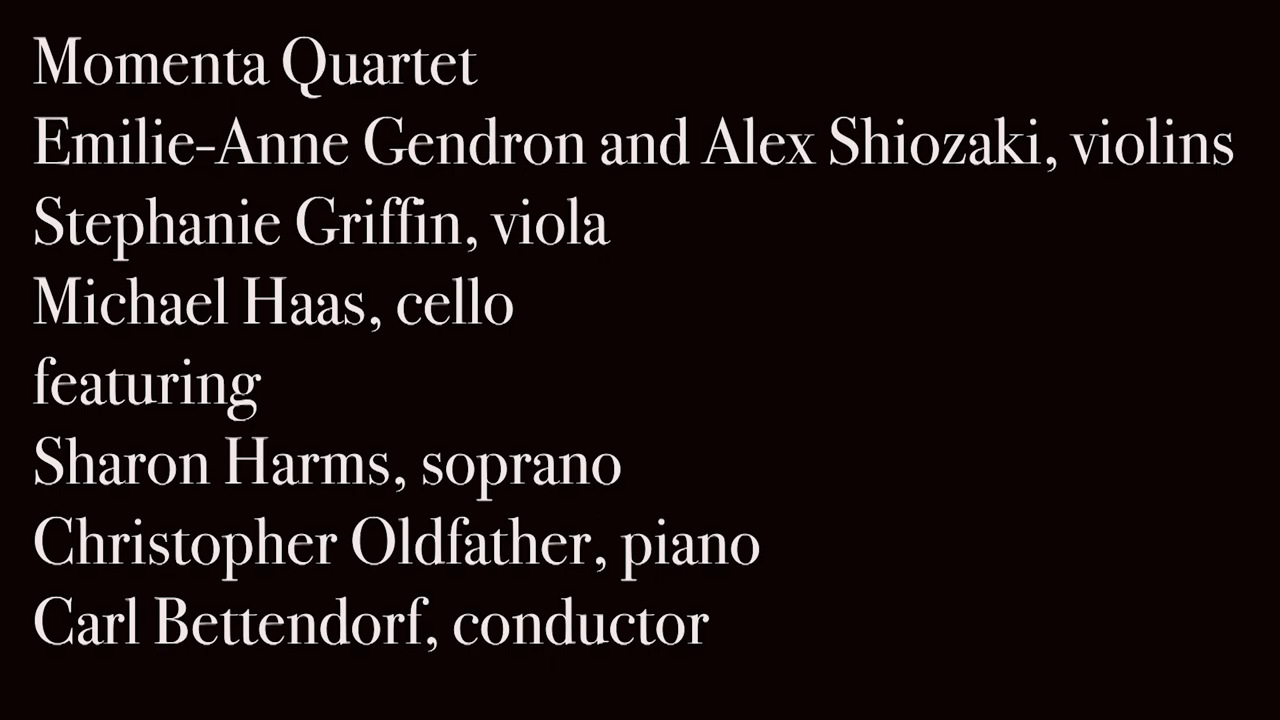 Momenta Quartet
Emilie-Anne Gendron and Alex Shiozaki, violins
Stephanie Griffin, viola
Michael Haas, cello
featuring
Sharon Harms, soprano
Christopher Oldfather, piano
Carl Bettendorf, conductor